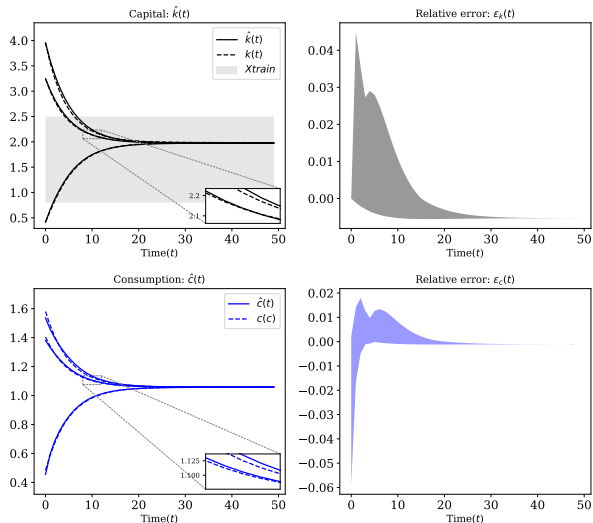 Capital: k̂(t)
4.0
3.5
3.0
2.5
2.0
1.5
1.0
0.5
k̂(t)
k(t)
Xtrain
2.2
2.1
0 10 20 30 40 50
Time(t)
Relative error: εk(t)
0.04
0.03
0.02
0.01
0.00
0 10 20 30 40 50
Time(t)
Consumption: ĉ(t)
1.6
1.4
1.2
1.0
0.8
0.6
0.4
ĉ(t)
c(c)
1.125
1.100
0 10 20 30 40 50
Time(t)
Relative error: εc(t)
0.02
0.01
0.00
−0.01
−0.02
−0.03
−0.04
−0.05
−0.06
0 10 20 30 40 50
Time(t)